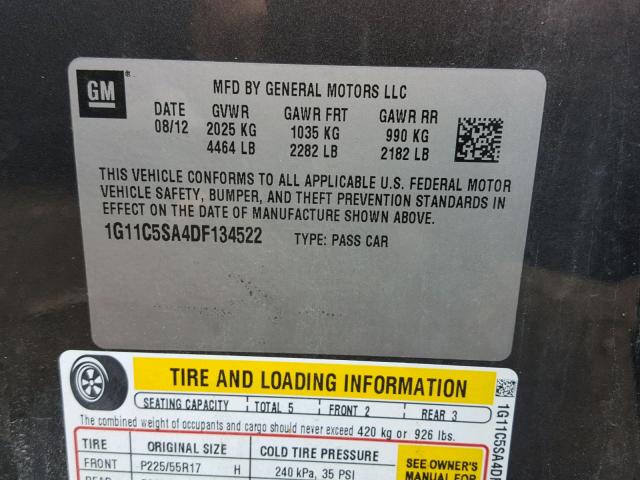 GM
MFD BY GENERAL MOTORS LLC
DATE GVWR GAWR FRT GAWR RR
08/12 2025 KG 1035 KG 990 KG
4464 LB 2282 LB 2182 LB
THIS VEHICLE CONFORMS TO ALL APPLICABLE U.S. FEDERAL MOTOR
VEHICLE SAFETY, BUMPER, AND THEFT PREVENTION STANDARDS IN
EFFECT ON THE DATE OF MANUFACTURE SHOWN ABOVE.
1G11C5SA4DF134522 TYPE: PASS CAR
TIRE AND LOADING INFORMATION
SEATING CAPACITY TOTAL 5 FRONT 2 REAR 3
The combined weight of occupants and cargo should never exceed 420 kg or 926 lbs.
TIRE ORIGINAL SIZE COLD TIRE PRESSURE
FRONT P225/55R17 H 240 kPa, 35 PSI
SEE OWNER'S
MANUAL FOR
1G11C5SA4DF